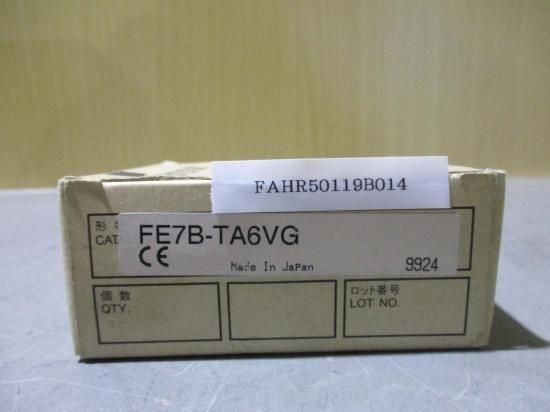 FAHR50119B014
形
CAT.
FE7B-TA6VG
CE
Made In Japan
9924
個数
QTY.
ロット番号
LOT NO.